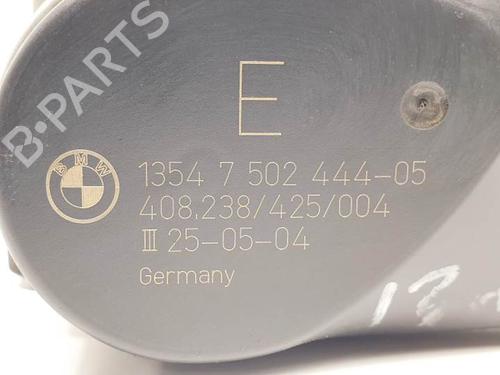 E
B-PARTS
BMW
1354 7 502 444-05
408.238/425/004
III 25-05-04
Germany